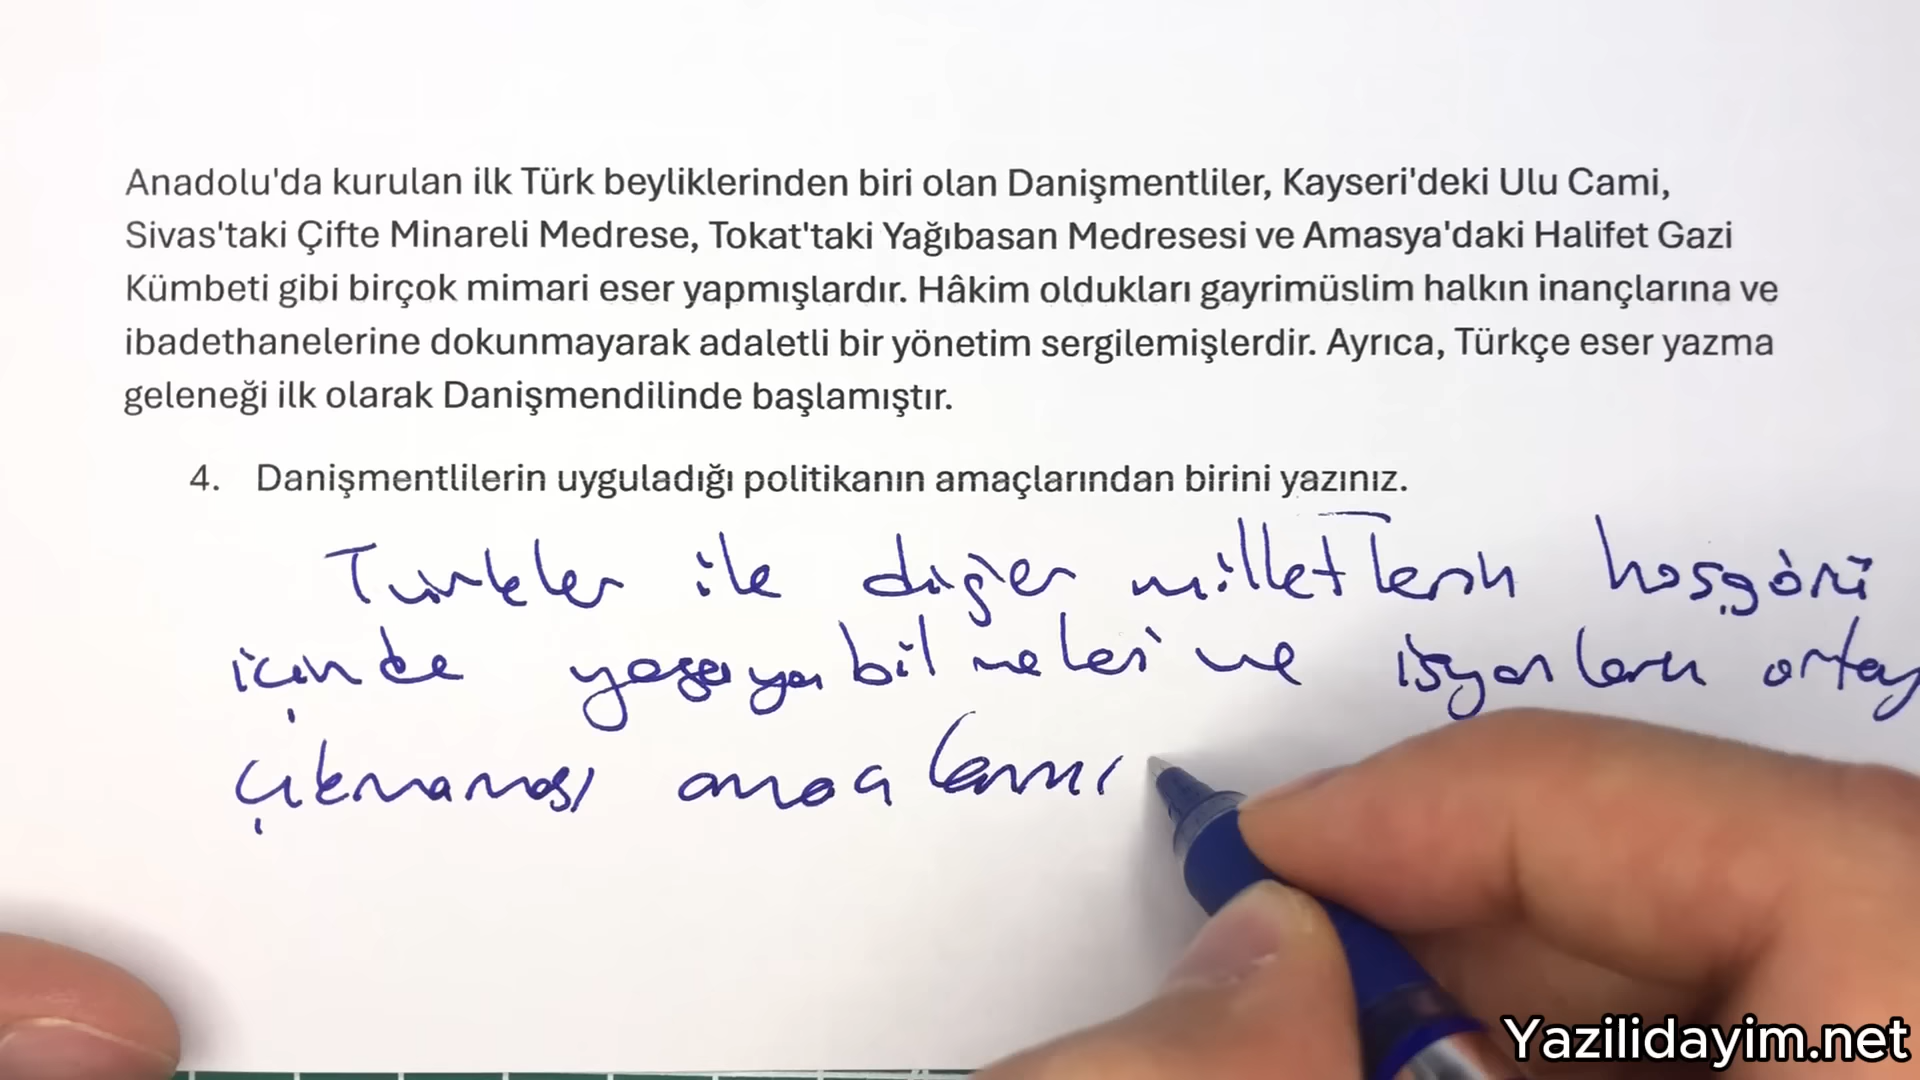 Anadolu'da kurulan ilk Türk beyliklerinden biri olan Danişmentliler, Kayseri'deki Ulu Cami,
Sivas'taki Çifte Minareli Medrese, Tokat'taki Yağıbasan Medresesi ve Amasya'daki Halifet Gazi
Kümbeti gibi birçok mimari eser yapmışlardır. Hâkim oldukları gayrimüslim halkın inançlarına ve
ibadethanelerine dokunmayarak adaletli bir yönetim sergilemişlerdir. Ayrıca, Türkçe eser yazma
geleneği ilk olarak Danişmendilinde başlamıştır.
4. Danişmentlilerin uyguladığı politikanın amaçlarından birini yazınız.
Türkler ile diğer milletlerin hoşgörü
içinde yaşayabilmeleri ve isyanların ortay
çıkmaması amaçlanmı
Yazilidayim.net